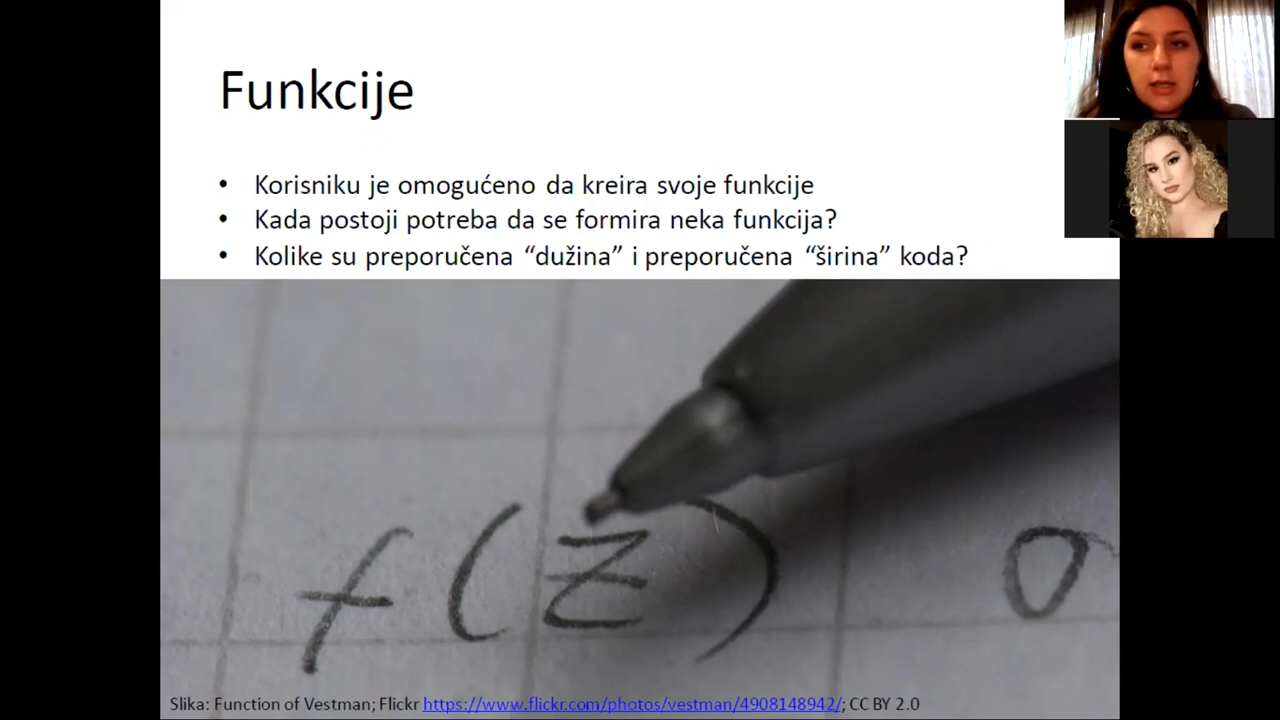 Funkcije
• Korisniku je omogućeno da kreira svoje funkcije
• Kada postoji potreba da se formira neka funkcija?
• Kolike su preporučena “dužina” i preporučena “širina” koda?
f(z) σ
Slika: Function of Vestman; Flickr https://www.flickr.com/photos/vestman/4908148942/; CC BY 2.0